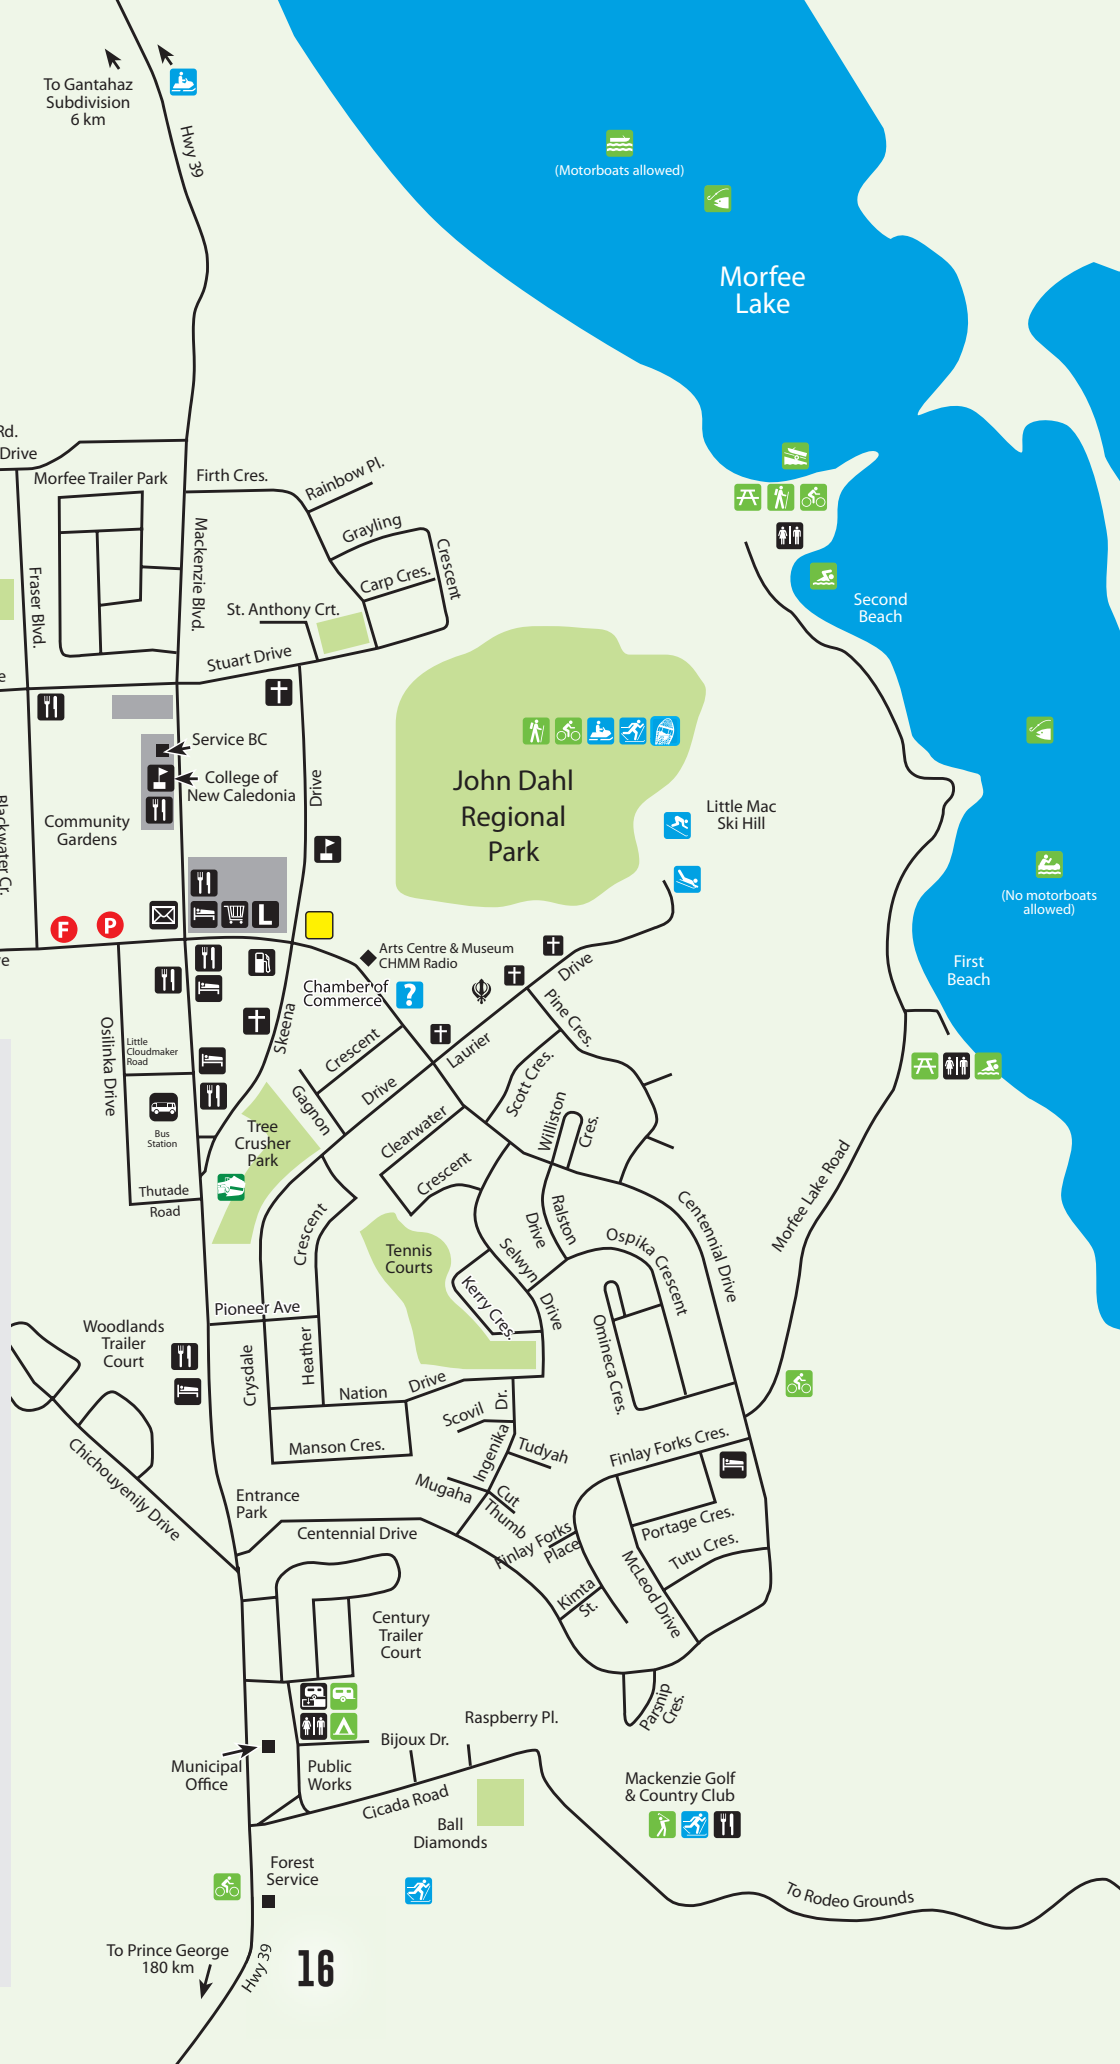 To Gantahaz
Subdivision
6 km
Hwy 39
(Motorboats allowed)
Morfee
Lake
Rd.
Drive
Morfee Trailer Park
Firth Cres.
Rainbow Pl.
Grayling
Crescent
Carp Cres.
Mackenzie Blvd.
Fraser Blvd.
St. Anthony Crt.
Stuart Drive
Second
Beach
e
Service BC
College of
New Caledonia
Drive
Community
Gardens
Blackwater Cr.
John Dahl
Regional
Park
Little Mac
Ski Hill
(No motorboats
allowed)
First
Beach
F
P
L
ve
Arts Centre & Museum
CHMM Radio
Chamber of
Commerce
?
Drive
Laurier
Pine Cres.
Skeena
Osilinka Drive
Little
Cloudmaker
Road
Bus
Station
Crescent
Gagnon
Drive
Tree
Crusher
Park
Clearwater
Crescent
Scott Cres.
Williston
Cres.
Thutade
Road
Crescent
Tennis
Courts
Selwyn
Drive
Ralston
Drive
Ospika Crescent
Centennial Drive
Morfee Lake Road
Kerry Cres.
Omineca Cres.
Pioneer Ave
Woodlands
Trailer
Court
Crysdale
Heather
Nation
Drive
Manson Cres.
Scovil
Dr.
Ingenika
Tudyah
Mugaha
Cut
Thumb
Finlay Forks Cres.
Chichouyenily Drive
Entrance
Park
Centennial Drive
Finlay Forks
Place
Portage Cres.
Tutu Cres.
McLeod Drive
Kimta
St.
Century
Trailer
Court
Parsnip
Cres.
Raspberry Pl.
Bijoux Dr.
Municipal
Office
Public
Works
Cicada Road
Ball
Diamonds
Mackenzie Golf
& Country Club
Forest
Service
To Rodeo Grounds
To Prince George
180 km
Hwy 39
16